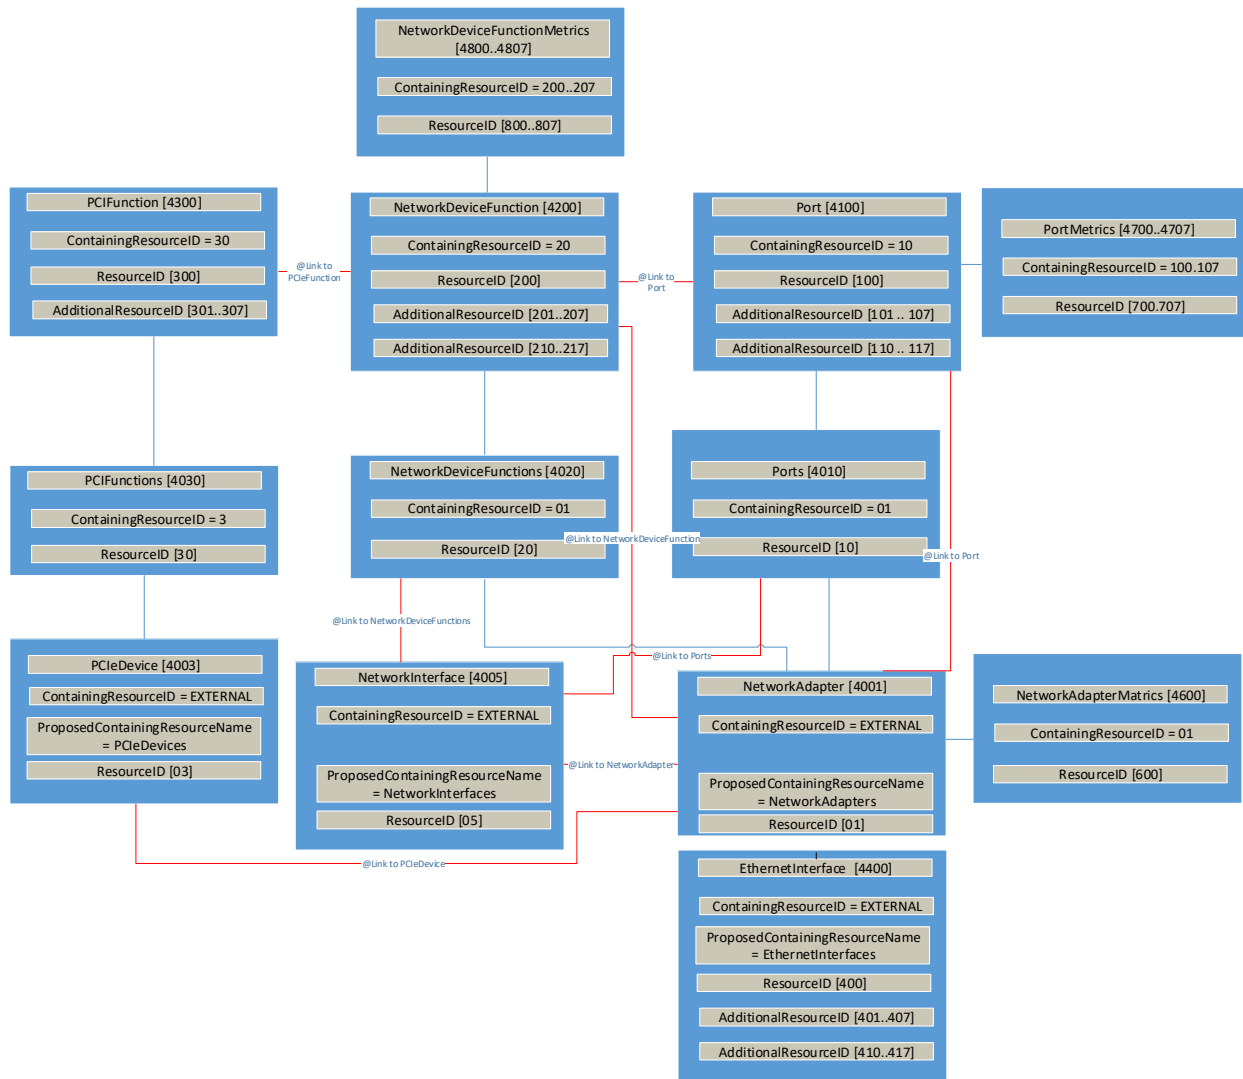 NetworkDeviceFunctionMetrics
[4800..4807]
ContainingResourceID = 200..207
ResourceID [800..807]
PCIFunction [4300]
ContainingResourceID = 30
ResourceID [300]
AdditionalResourceID [301..307]
@Link to
PCIeFunction
NetworkDeviceFunction [4200]
ContainingResourceID = 20
ResourceID [200]
AdditionalResourceID [201..207]
AdditionalResourceID [210..217]
@Link to
Port
Port [4100]
ContainingResourceID = 10
ResourceID [100]
AdditionalResourceID [101 .. 107]
AdditionalResourceID [110 .. 117]
PortMetrics [4700..4707]
ContainingResourceID = 100.107
ResourceID [700.707]
PCIFunctions [4030]
ContainingResourceID = 3
ResourceID [30]
NetworkDeviceFunctions [4020]
ContainingResourceID = 01
ResourceID [20]
@Link to NetworkDeviceFunction
Ports [4010]
ContainingResourceID = 01
ResourceID [10]
@Link to Port
@Link to NetworkDeviceFunctions
@Link to Ports
PCIeDevice [4003]
ContainingResourceID = EXTERNAL
ProposedContainingResourceName
= PCIeDevices
ResourceID [03]
NetworkInterface [4005]
ContainingResourceID = EXTERNAL
ProposedContainingResourceName
= NetworkInterfaces
ResourceID [05]
@Link to NetworkAdapter
NetworkAdapter [4001]
ContainingResourceID = EXTERNAL
ProposedContainingResourceName
= NetworkAdapters
ResourceID [01]
NetworkAdapterMatrics [4600]
ContainingResourceID = 01
ResourceID [600]
@Link to PCIeDevice
EthernetInterface [4400]
ContainingResourceID = EXTERNAL
ProposedContainingResourceName
= EthernetInterfaces
ResourceID [400]
AdditionalResourceID [401..407]
AdditionalResourceID [410..417]